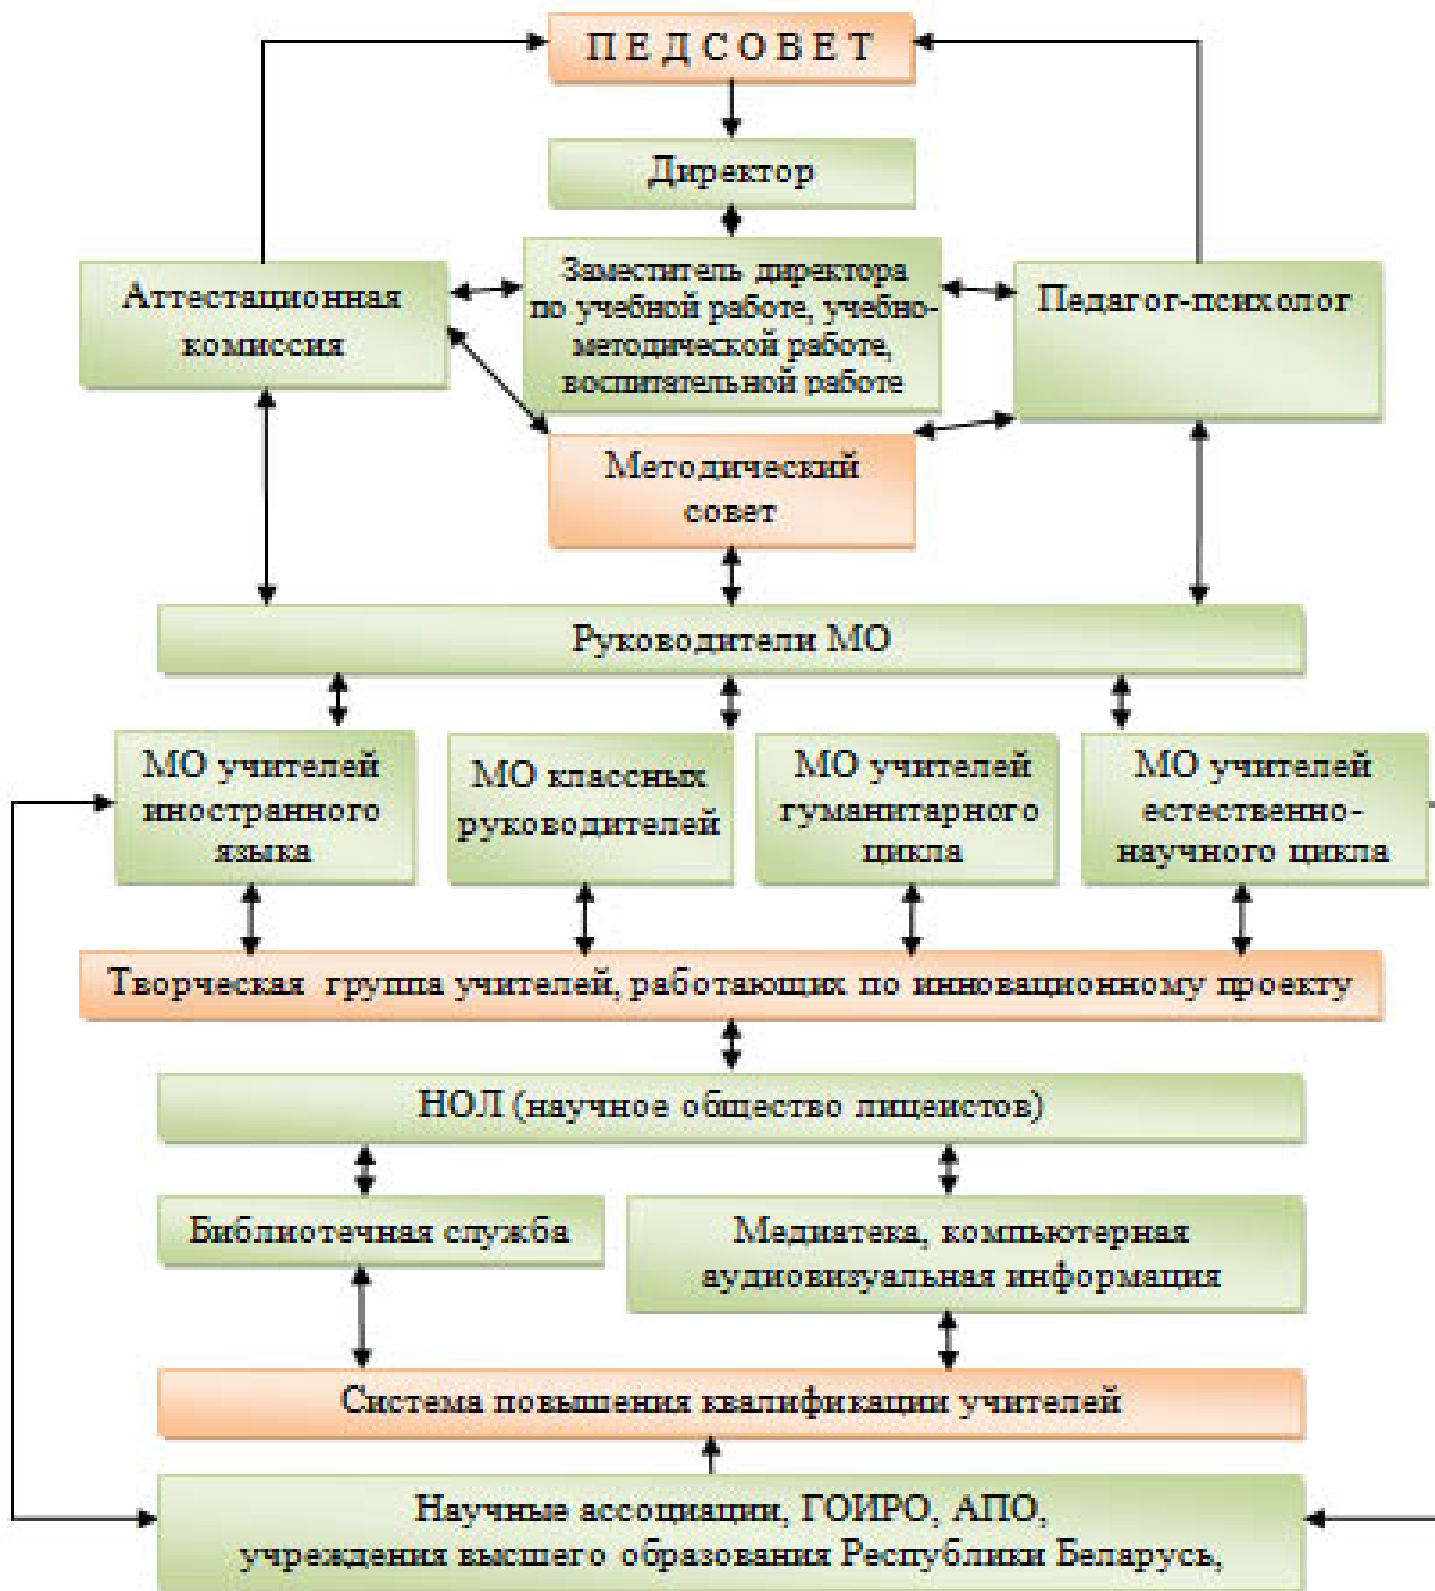 ПЕДСОВЕТ
Директор
Аттестационная
комиссия
Заместитель директора
по учебной работе, учебно-
методической работе,
воспитательной работе
Педагог-психолог
Методический
совет
Руководители МО
МО учителей
иностранного
языка
МО классных
руководителей
МО учителей
гуманитарного
цикла
МО учителей
естественно-
научного цикла
Творческая группа учителей, работающих по инновационному проекту
НОЛ (научное общество лицеистов)
Библиотечная служба
Медиатека, компьютерная
аудиовизуальная информация
Система повышения квалификации учителей
Научные ассоциации, ГОИРО, АПО,
учреждения высшего образования Республики Беларусь,